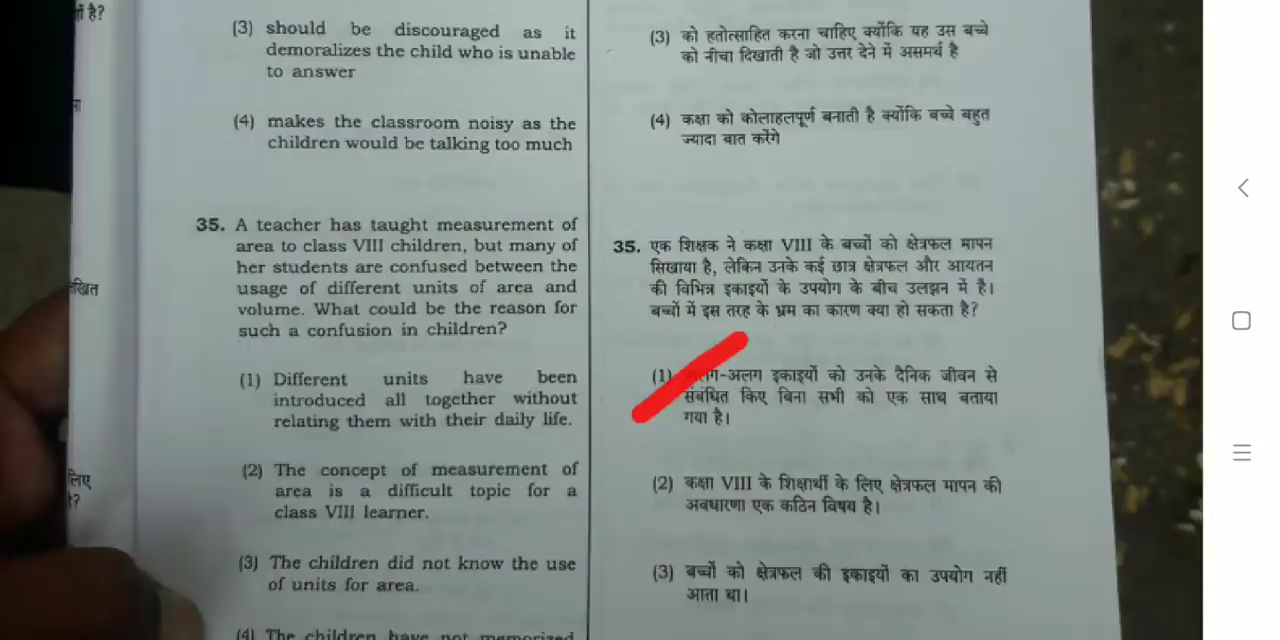 (3) should be discouraged as it
demoralizes the child who is unable
to answer
(4) makes the classroom noisy as the
children would be talking too much
35. A teacher has taught measurement of
area to class VIII children, but many of
her students are confused between the
usage of different units of area and
volume. What could be the reason for
such a confusion in children?
(1) Different units have been
introduced all together without
relating them with their daily life.
(2) The concept of measurement of
area is a difficult topic for a
class VIII learner.
(3) The children did not know the use
of units for area.
(4) The children have not memorized
(3) को हतोत्साहित करना चाहिए क्योंकि यह उस बच्चे
को नीचा दिखाती है जो उत्तर देने में असमर्थ है
(4) कक्षा को कोलाहलपूर्ण बनाती है क्योंकि बच्चे बहुत
ज्यादा बात करेंगे
35. एक शिक्षक ने कक्षा VIII के बच्चों को क्षेत्रफल मापन
सिखाया है, लेकिन उनके कई छात्र क्षेत्रफल और आयतन
की विभिन्न इकाइयों के उपयोग के बीच उलझन में है।
बच्चों में इस तरह के भ्रम का कारण क्या हो सकता है?
(1) अलग-अलग इकाइयों को उनके दैनिक जीवन से
संबंधित किए बिना सभी को एक साथ बताया
गया है।
(2) कक्षा VIII के शिक्षार्थी के लिए क्षेत्रफल मापन की
अवधारणा एक कठिन विषय है।
(3) बच्चों को क्षेत्रफल की इकाइयों का उपयोग नहीं
आता था।